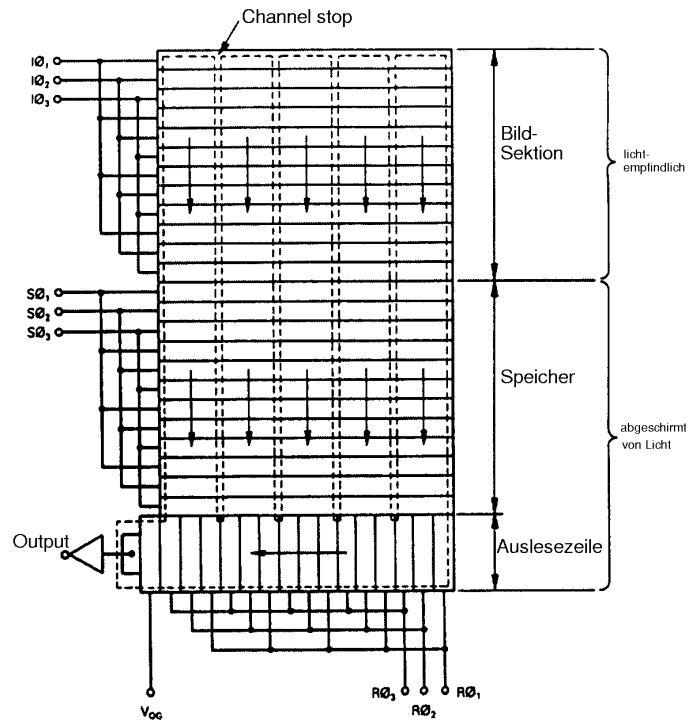 Channel stop
IØ₁
IØ₂
IØ₃
Bild-
Sektion
licht-
empfindlich
SØ₁
SØ₂
SØ₃
Speicher
abgeschirmt
von Licht
Output
Auslesezeile
RØ₃
RØ₂
RØ₁
V_OG